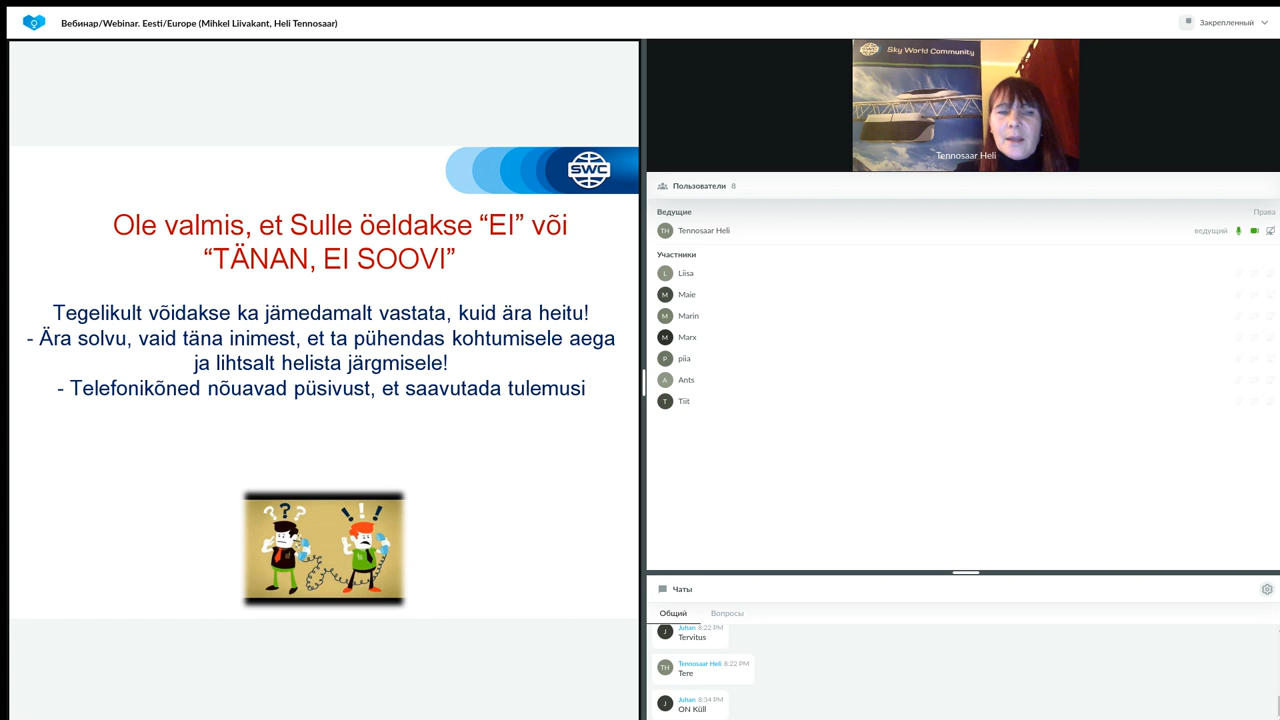 Вебинар/Webinar. Eesti/Europe (Mihkel Liivakant, Heli Tennosaar)
Закрепленный
SWC
Ole valmis, et Sulle öeldakse “EI” või
“TÄNAN, EI SOOVI”
Tegelikult võidakse ka jämedamalt vastata, kuid ära heitu!
- Ära solvu, vaid täna inimest, et ta pühendas kohtumisele aega
ja lihtsalt helista järgmisele!
- Telefonikõned nõuavad püsivust, et saavutada tulemusi
? ? ?
! ! !
Sky World Community
Tennosaar Heli
Пользователи 8
Ведущие Права
TH Tennosaar Heli ведущий
Участники
L Liisa
M Maie
M Marin
M Marx
P piia
A Ants
T Tiit
Чаты
Общий Вопросы
J Juhan 8:22 PM
Tervitus
TH Tennosaar Heli 8:22 PM
Tere
J Juhan 8:34 PM
ON Küll